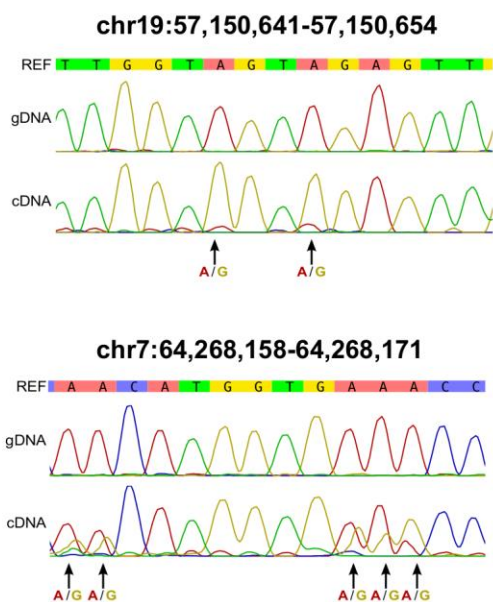 chr19:57,150,641-57,150,654
REF T T G G T A G T A G A G T T
gDNA
cDNA
A/G A/G
chr7:64,268,158-64,268,171
REF A A C A T G G T G A A A C C
gDNA
cDNA
A/G A/G A/G A/G A/G